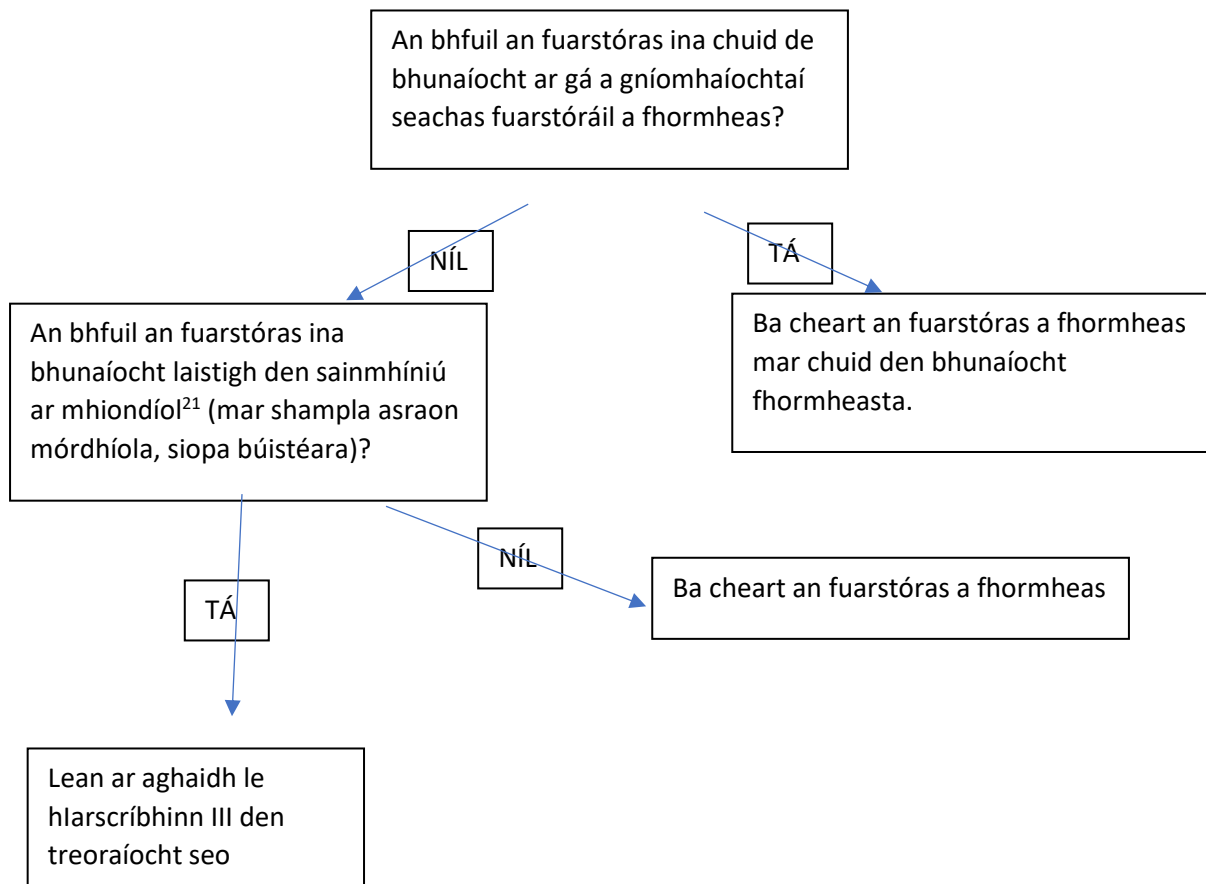 An bhfuil an fuarstóras ina chuid de
bhunaíocht ar gá a gníomhaíochtaí
seachas fuarstóráil a fhormheas?
NÍL
TÁ
An bhfuil an fuarstóras ina
bhunaíocht laistigh den sainmhíniú
ar mhiondíol21 (mar shampla asraon
mórdhíola, siopa búistéara)?
Ba cheart an fuarstóras a fhormheas
mar chuid den bhunaíocht
fhormheasta.
NÍL
TÁ
Ba cheart an fuarstóras a fhormheas
Lean ar aghaidh le
hIarscríbhinn III den
treoraíocht seo